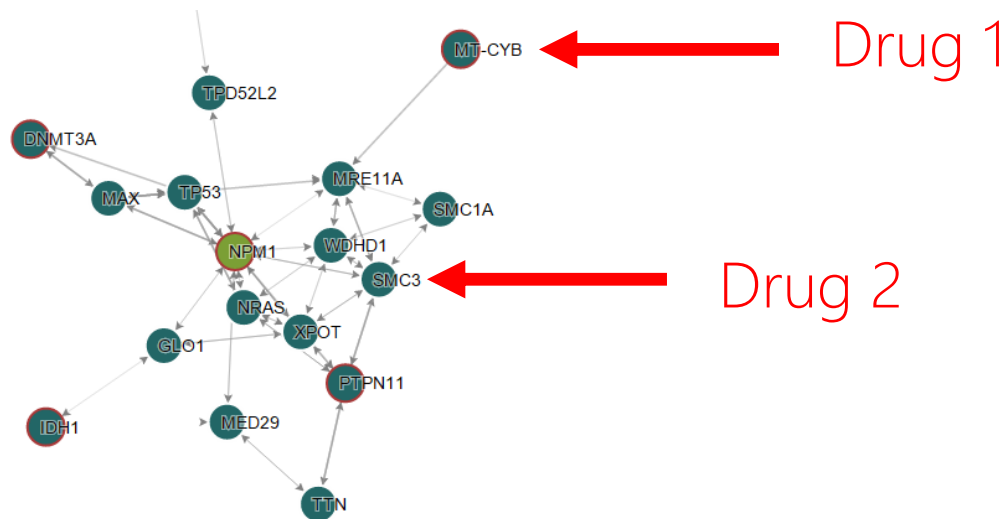 Drug 1
MT-CYB
TPD52L2
DNMT3A
MRE11A
TP53
MAX
SMC1A
NPM1
WDHD1
SMC3
Drug 2
NRAS
XPOT
GLO1
PTPN11
MED29
IDH1
TTN